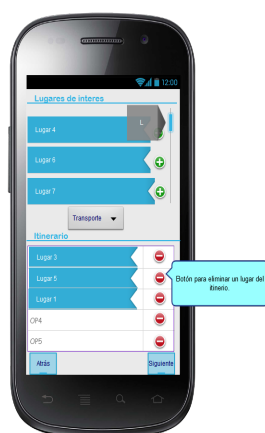 12:00
Lugares de interes
L
Lugar 4
Lugar 6
Lugar 7
Transporte
Itinerario
Lugar 3
Lugar 5
Lugar 1
OP4
OP5
Botón para eliminar un lugar del
itinerio.
Atrás
Siguiente